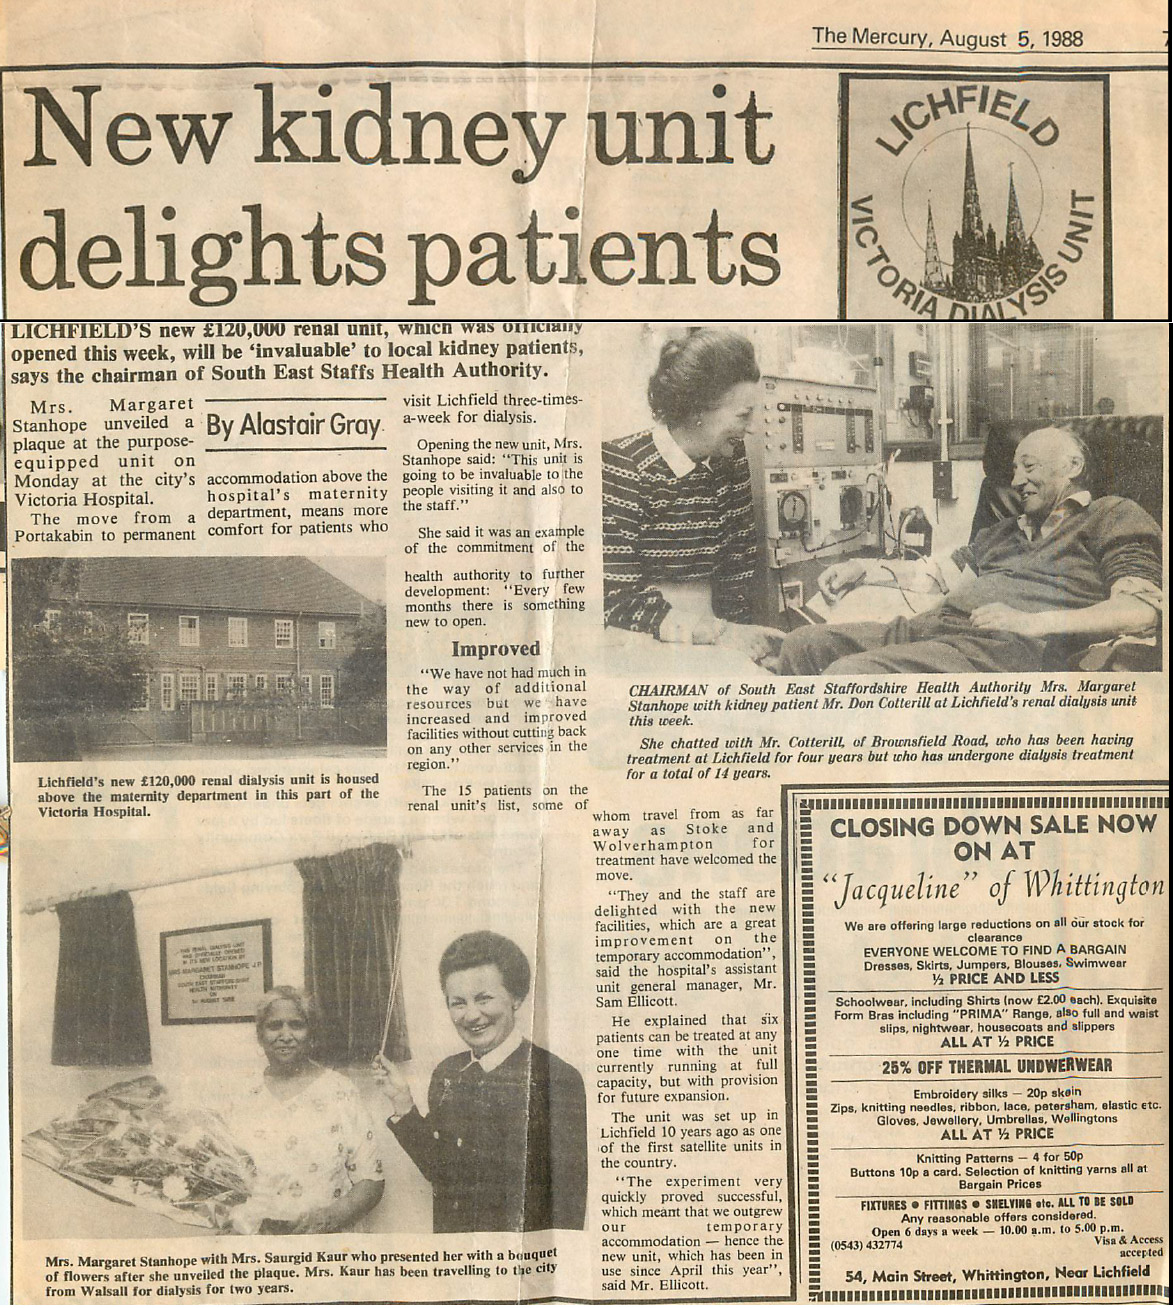 The Mercury, August 5, 1988
New kidney unit
delights patients
LICHFIELD
VICTORIA DIALYSIS UNIT
LICHFIELD'S new £120,000 renal unit, which was officially
opened this week, will be 'invaluable' to local kidney patients,
says the chairman of South East Staffs Health Authority.
Mrs. Margaret
Stanhope unveiled a
plaque at the purpose-
equipped unit on
Monday at the city's
Victoria Hospital.
The move from a
Portakabin to permanent
By Alastair Gray
accommodation above the
hospital's maternity
department, means more
comfort for patients who
visit Lichfield three-times-
a-week for dialysis.
Opening the new unit, Mrs.
Stanhope said: "This unit is
going to be invaluable to the
people visiting it and also to
the staff."
She said it was an example
of the commitment of the
health authority to further
development: "Every few
months there is something
new to open.
Improved
"We have not had much in
the way of additional
resources but we have
increased and improved
facilities without cutting back
on any other services in the
region."
The 15 patients on the
renal unit's list, some of
whom travel from as far
away as Stoke and
Wolverhampton for
treatment have welcomed the
move.
"They and the staff are
delighted with the new
facilities, which are a great
improvement on the
temporary accommodation",
said the hospital's assistant
unit general manager, Mr.
Sam Ellicott.
He explained that six
patients can be treated at any
one time with the unit
currently running at full
capacity, but with provision
for future expansion.
The unit was set up in
Lichfield 10 years ago as one
of the first satellite units in
the country.
"The experiment very
quickly proved successful,
which meant that we outgrew
our temporary
accommodation — hence the
new unit, which has been in
use since April this year",
said Mr. Ellicott.
Lichfield's new £120,000 renal dialysis unit is housed
above the maternity department in this part of the
Victoria Hospital.
THIS RENAL DIALYSIS UNIT
WAS OFFICIALLY OPENED
IN ITS NEW LOCATION BY
MRS MARGARET STANHOPE J.P.
CHAIRMAN
SOUTH EAST STAFFORDSHIRE
HEALTH AUTHORITY
ON
1st AUGUST 1988
Mrs. Margaret Stanhope with Mrs. Saurgid Kaur who presented her with a bouquet
of flowers after she unveiled the plaque. Mrs. Kaur has been travelling to the city
from Walsall for dialysis for two years.
CHAIRMAN of South East Staffordshire Health Authority Mrs. Margaret
Stanhope with kidney patient Mr. Don Cotterill at Lichfield's renal dialysis unit
this week.
She chatted with Mr. Cotterill, of Brownsfield Road, who has been having
treatment at Lichfield for four years but who has undergone dialysis treatment
for a total of 14 years.
CLOSING DOWN SALE NOW
ON AT
"Jacqueline" of Whittington
We are offering large reductions on all our stock for
clearance
EVERYONE WELCOME TO FIND A BARGAIN
Dresses, Skirts, Jumpers, Blouses, Swimwear
½ PRICE AND LESS
Schoolwear, including Shirts (now £2.00 each). Exquisite
Form Bras including "PRIMA" Range, also full and waist
slips, nightwear, housecoats and slippers
ALL AT ½ PRICE
25% OFF THERMAL UNDWERWEAR
Embroidery silks — 20p skein
Zips, knitting needles, ribbon, lace, petersham, elastic etc.
Gloves, Jewellery, Umbrellas, Wellingtons
ALL AT ½ PRICE
Knitting Patterns — 4 for 50p
Buttons 10p a card. Selection of knitting yarns all at
Bargain Prices
FIXTURES ● FITTINGS ● SHELVING etc. ALL TO BE SOLD
Any reasonable offers considered.
Open 6 days a week — 10.00 a.m. to 5.00 p.m.
(0543) 432774 Visa & Access
accepted
54, Main Street, Whittington, Near Lichfield